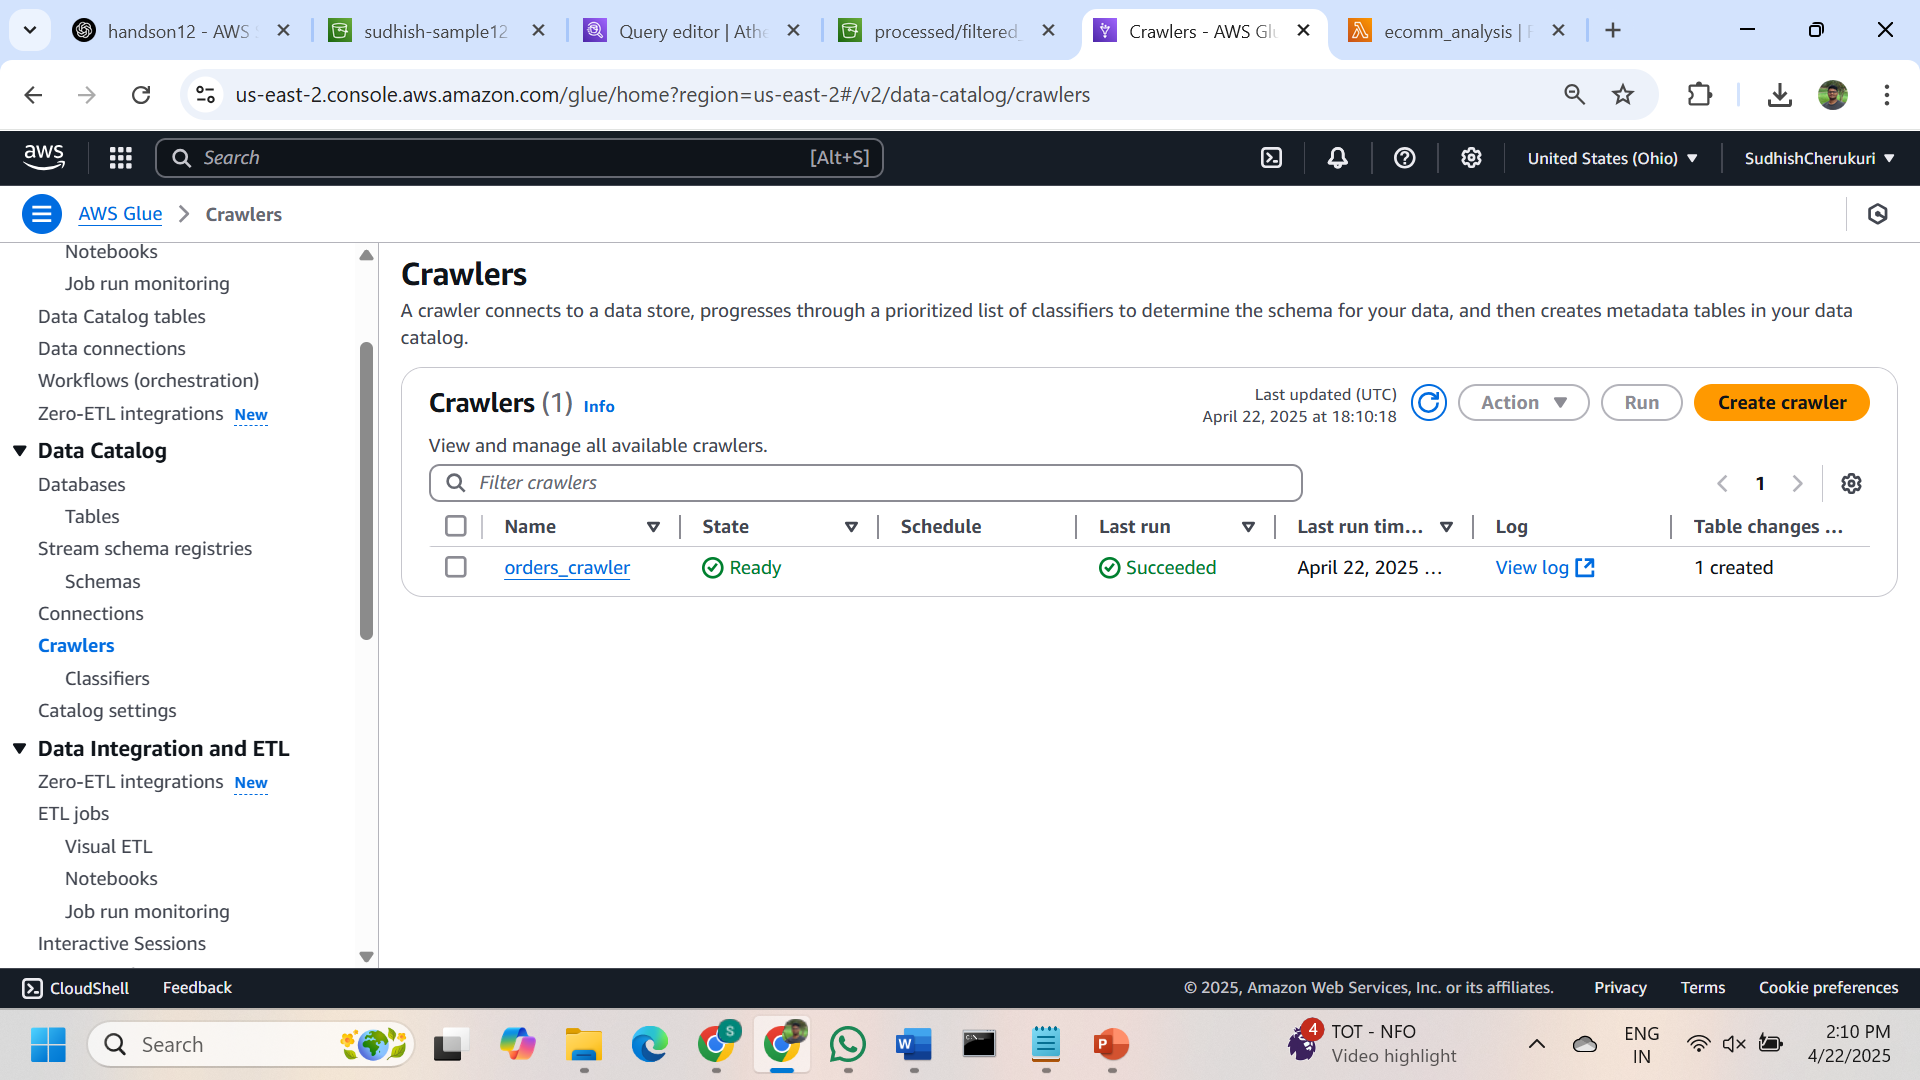 handson12 - AWS
sudhish-sample12
Query editor | Athe
processed/filtered_
Crawlers - AWS Glu
ecomm_analysis |
us-east-2.console.aws.amazon.com/glue/home?region=us-east-2#/v2/data-catalog/crawlers
aws
Search
[Alt+S]
United States (Ohio)
SudhishCherukuri
AWS Glue
Crawlers
Notebooks
Job run monitoring
Data Catalog tables
Data connections
Workflows (orchestration)
Zero-ETL integrations New
Data Catalog
Databases
Tables
Stream schema registries
Schemas
Connections
Crawlers
Classifiers
Catalog settings
Data Integration and ETL
Zero-ETL integrations New
ETL jobs
Visual ETL
Notebooks
Job run monitoring
Interactive Sessions
Crawlers
A crawler connects to a data store, progresses through a prioritized list of classifiers to determine the schema for your data, and then creates metadata tables in your data
catalog.
Crawlers (1) Info
Last updated (UTC)
April 22, 2025 at 18:10:18
Action
Run
Create crawler
View and manage all available crawlers.
Filter crawlers
1
Name State Schedule Last run Last run tim... Log Table changes ...
orders_crawler Ready Succeeded April 22, 2025 ... View log 1 created
CloudShell
Feedback
© 2025, Amazon Web Services, Inc. or its affiliates.
Privacy
Terms
Cookie preferences
Search
S
4
TOT - NFO
Video highlight
ENG
IN
2:10 PM
4/22/2025